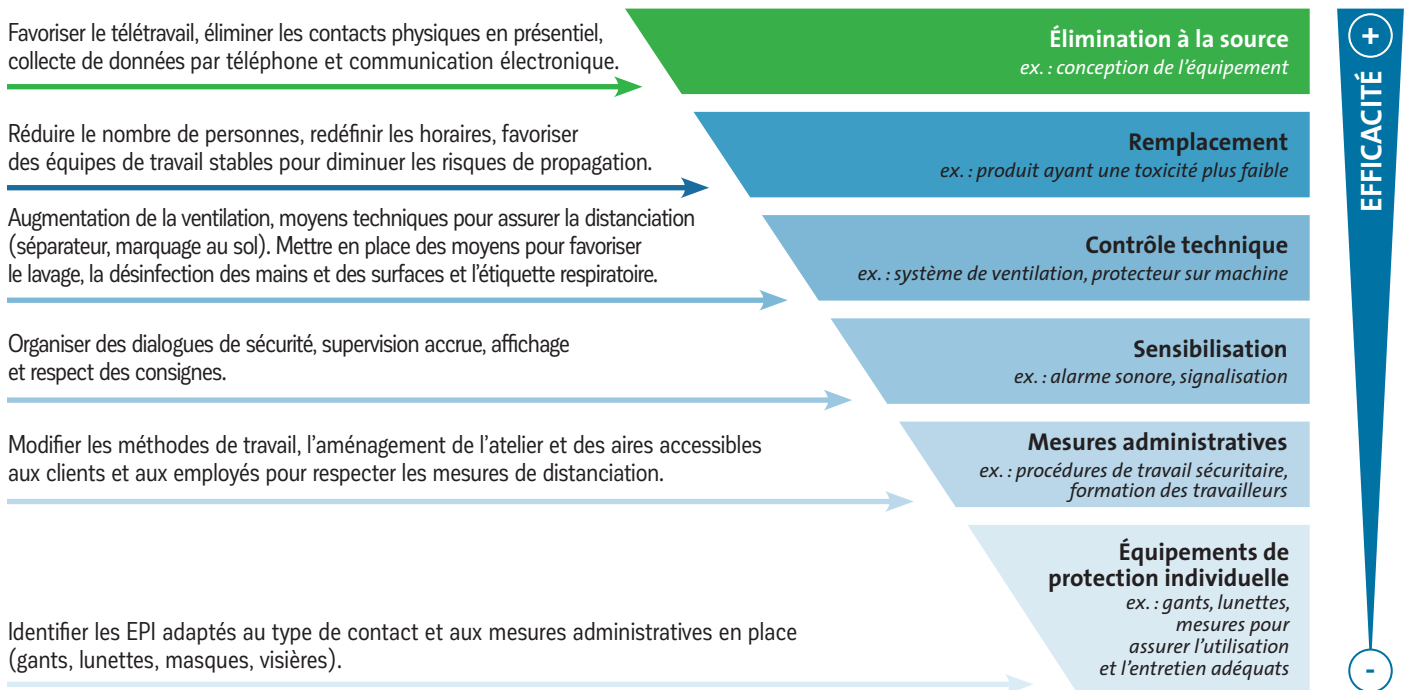 Favoriser le télétravail, éliminer les contacts physiques en présentiel,
collecte de données par téléphone et communication électronique.
Élimination à la source
ex. : conception de l'équipement
Réduire le nombre de personnes, redéfinir les horaires, favoriser
des équipes de travail stables pour diminuer les risques de propagation.
Remplacement
ex. : produit ayant une toxicité plus faible
Augmentation de la ventilation, moyens techniques pour assurer la distanciation
(séparateur, marquage au sol). Mettre en place des moyens pour favoriser
le lavage, la désinfection des mains et des surfaces et l'étiquette respiratoire.
Contrôle technique
ex. : système de ventilation, protecteur sur machine
Organiser des dialogues de sécurité, supervision accrue, affichage
et respect des consignes.
Sensibilisation
ex. : alarme sonore, signalisation
Modifier les méthodes de travail, l'aménagement de l'atelier et des aires accessibles
aux clients et aux employés pour respecter les mesures de distanciation.
Mesures administratives
ex. : procédures de travail sécuritaire,
formation des travailleurs
Identifier les EPI adaptés au type de contact et aux mesures administratives en place
(gants, lunettes, masques, visières).
Équipements de
protection individuelle
ex. : gants, lunettes,
mesures pour
assurer l'utilisation
et l'entretien adéquats
+
EFFICACITÉ
-